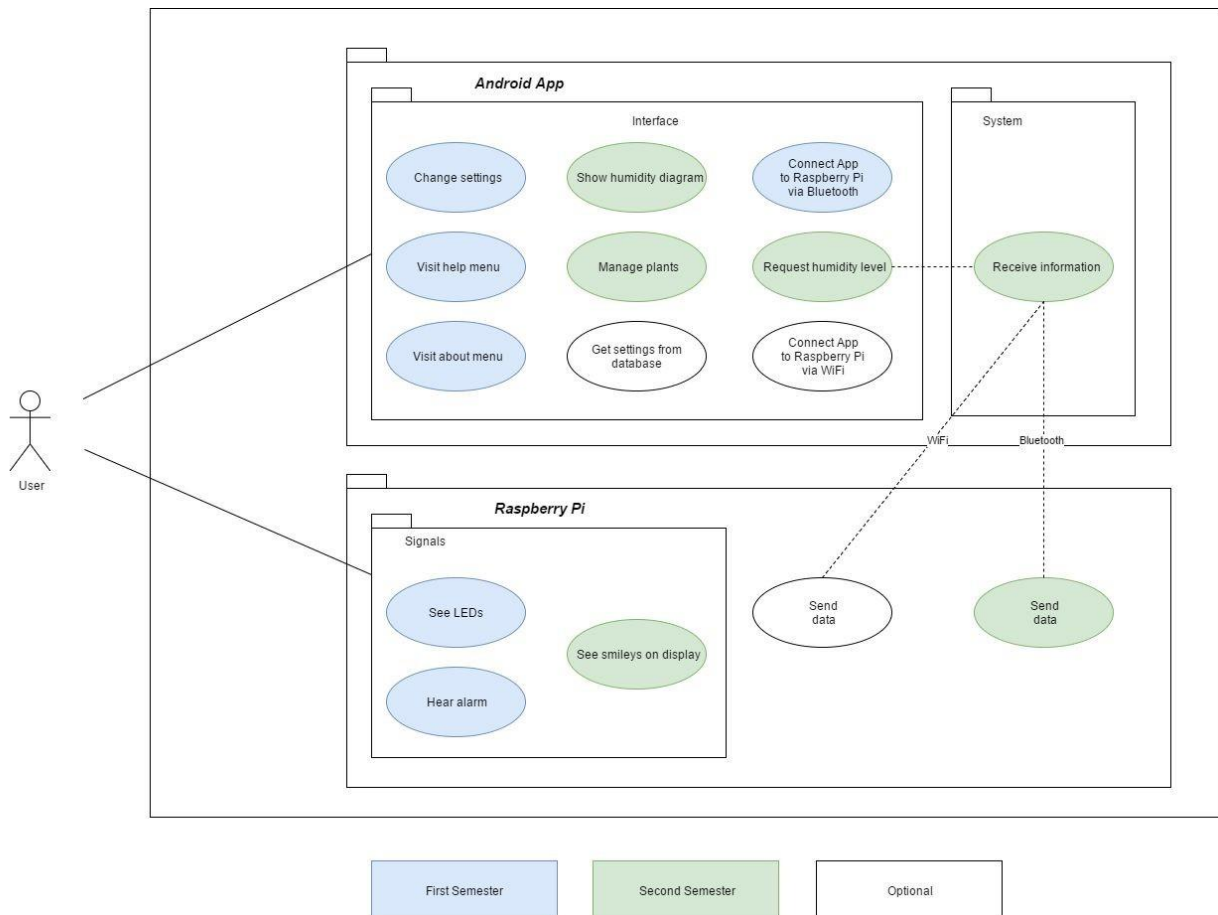 Android App
Interface
System
Change settings
Show humidity diagram
Connect App
to Raspberry Pi
via Bluetooth
Visit help menu
Manage plants
Request humidity level
Receive information
Visit about menu
Get settings from
database
Connect App
to Raspberry Pi
via WiFi
WiFi
Bluetooth
User
Raspberry Pi
Signals
See LEDs
Send
data
Send
data
See smileys on display
Hear alarm
First Semester
Second Semester
Optional